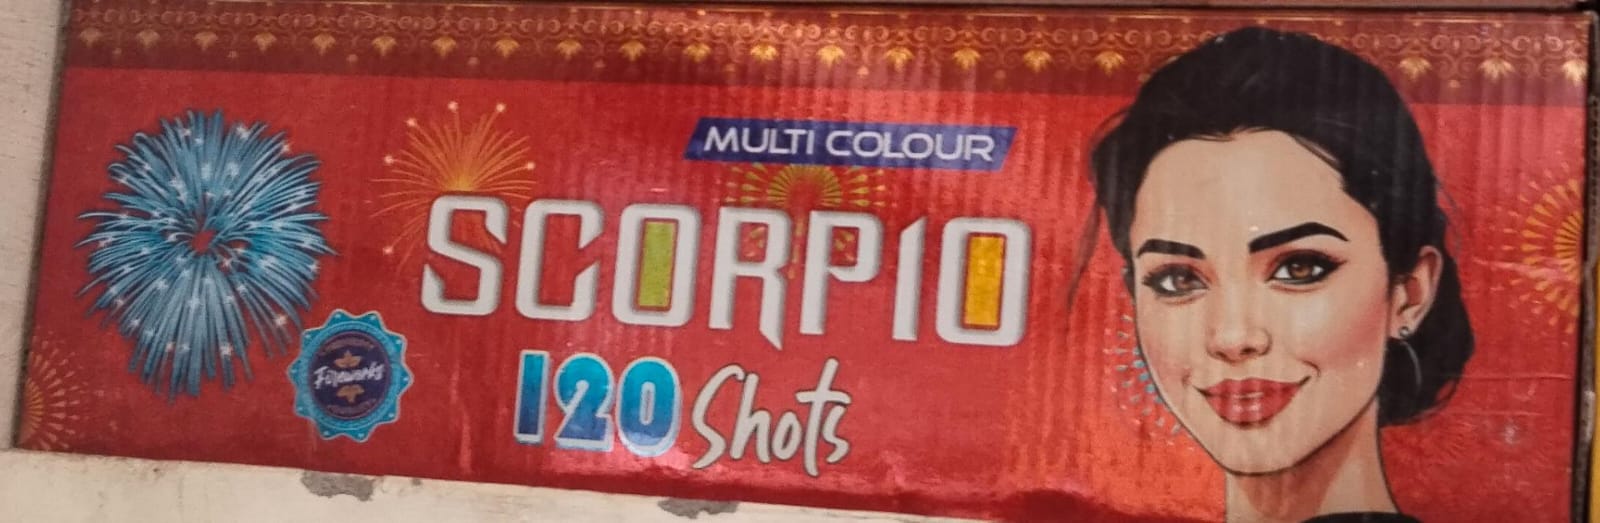 MULTI COLOUR
SCORPIO
120 Shots
Fireworks